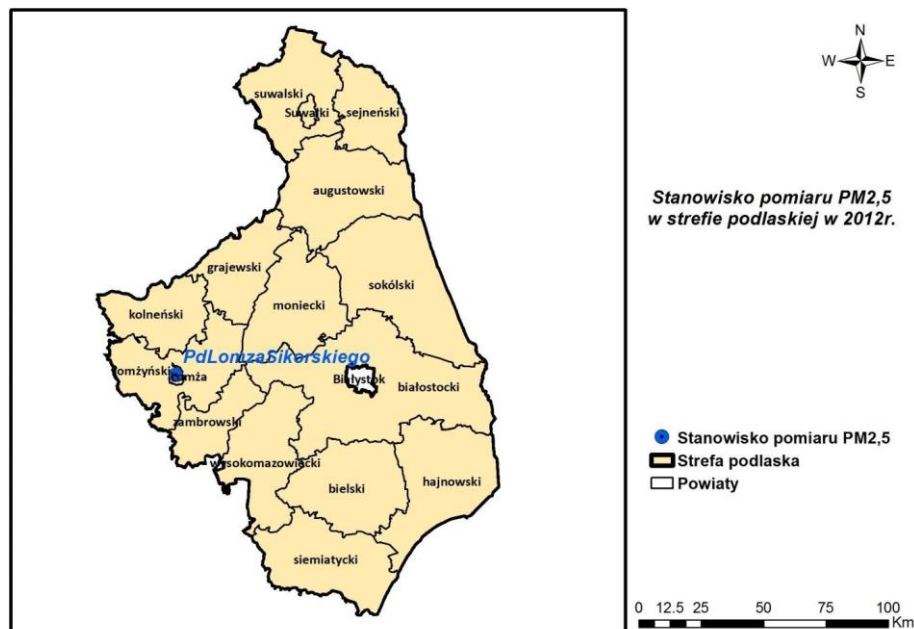 N
W E
S
suwalski
Suwałki
sejneński
augustowski
Stanowisko pomiaru PM2,5
w strefie podlaskiej w 2012r.
grajewski
sokólski
kolneński
moniecki
PdLomzaSikorskiego
łomżyński
Łomża
Białystok
białostocki
zambrowski
wysokomazowiecki
Stanowisko pomiaru PM2,5
Strefa podlaska
Powiaty
bielski
hajnowski
siemiatycki
0 12.5 25 50 75 100
Km